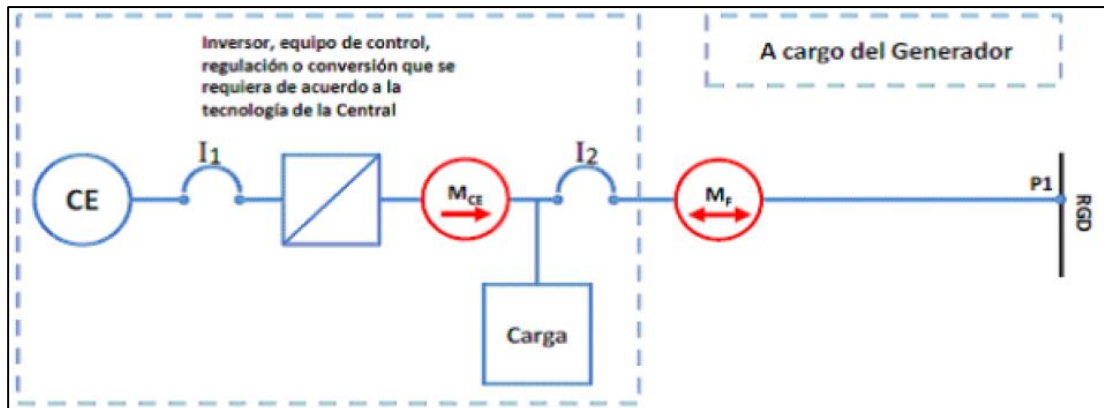 Inversor, equipo de control,
regulación o conversión que se
requiera de acuerdo a la
tecnología de la Central
A cargo del Generador
I1
I2
CE
MCE
MF
P1
RGD
Carga